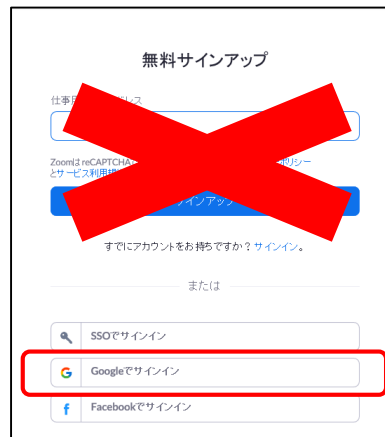 無料サインアップ
仕事
レス
Zoomは reCAPTCHA
ポリシー
とサービス利用規
インアップ
すでにアカウントをお持ちですか？ サインイン。
または
SSOでサインイン
Googleでサインイン
Facebookでサインイン